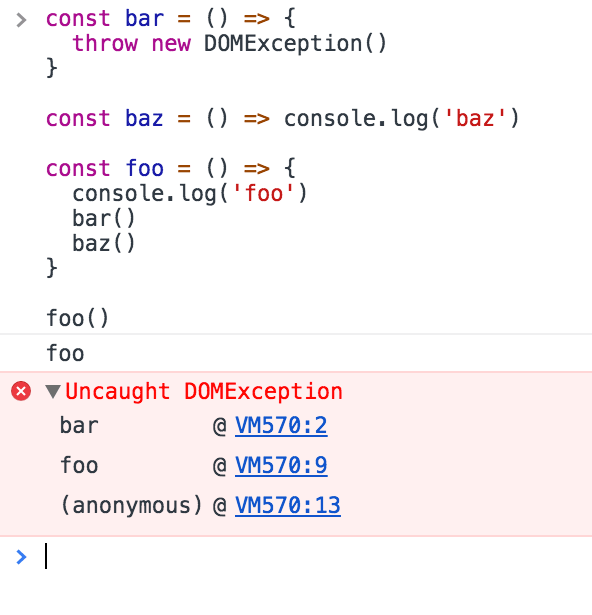 const bar = () => {
  throw new DOMException()
}

const baz = () => console.log('baz')

const foo = () => {
  console.log('foo')
  bar()
  baz()
}

foo()
foo
Uncaught DOMException
bar @ VM570:2
foo @ VM570:9
(anonymous) @ VM570:13